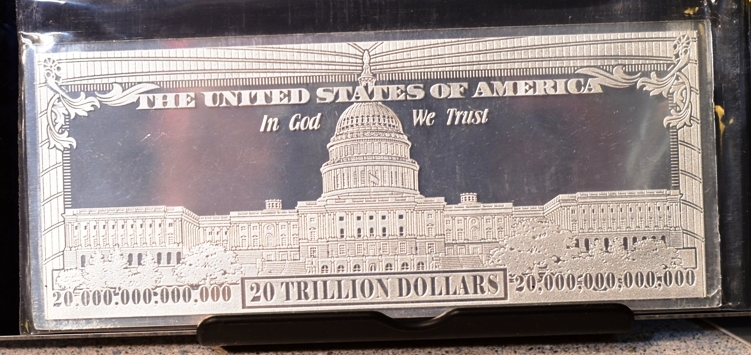 THE UNITED STATES OF AMERICA
In God We Trust
20.000.000.000.000 20 TRILLION DOLLARS 20.000.000.000.000